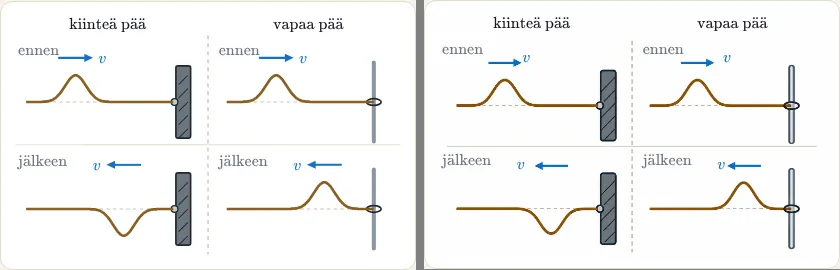 kiinteä pää
vapaa pää
ennen
v
ennen
v
jälkeen
v
jälkeen
v
kiinteä pää
vapaa pää
ennen
v
ennen
v
jälkeen
v
jälkeen
v